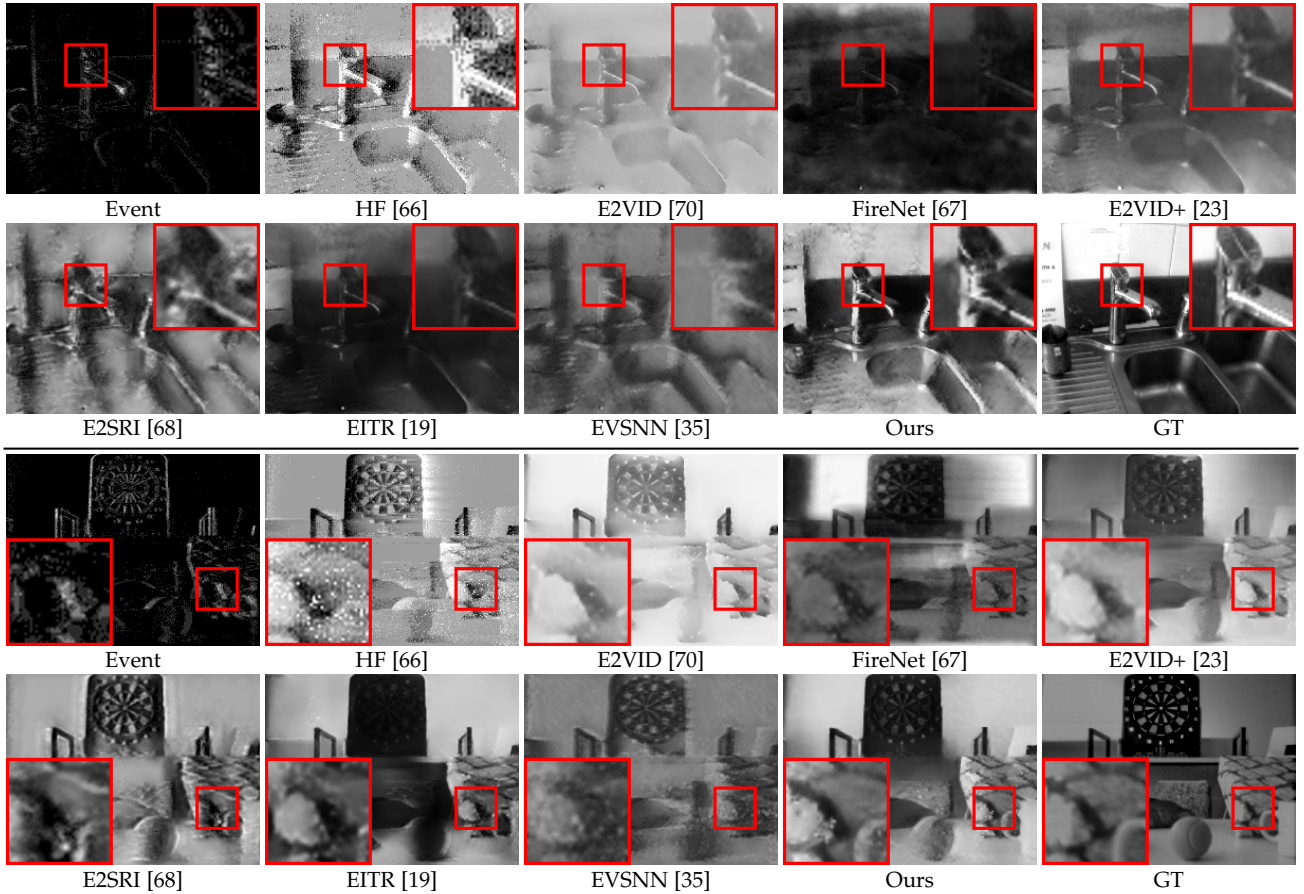 Event HF [66] E2VID [70] FireNet [67] E2VID+ [23]
E2SRI [68] EITR [19] EVSNN [35] Ours GT
Event HF [66] E2VID [70] FireNet [67] E2VID+ [23]
E2SRI [68] EITR [19] EVSNN [35] Ours GT